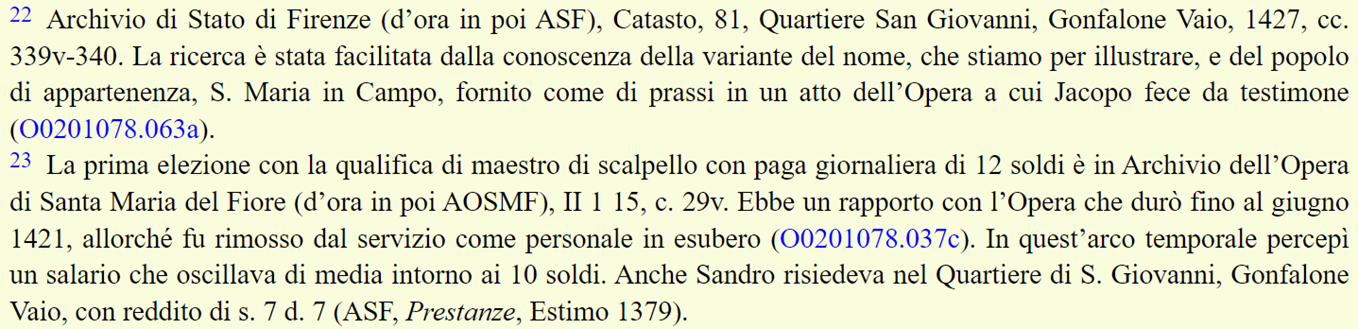 22 Archivio di Stato di Firenze (d’ora in poi ASF), Catasto, 81, Quartiere San Giovanni, Gonfalone Vaio, 1427, cc.
339v-340. La ricerca è stata facilitata dalla conoscenza della variante del nome, che stiamo per illustrare, e del popolo
di appartenenza, S. Maria in Campo, fornito come di prassi in un atto dell’Opera a cui Jacopo fece da testimone
(O0201078.063a).
23 La prima elezione con la qualifica di maestro di scalpello con paga giornaliera di 12 soldi è in Archivio dell’Opera
di Santa Maria del Fiore (d’ora in poi AOSMF), II 1 15, c. 29v. Ebbe un rapporto con l’Opera che durò fino al giugno
1421, allorché fu rimosso dal servizio come personale in esubero (O0201078.037c). In quest’arco temporale percepì
un salario che oscillava di media intorno ai 10 soldi. Anche Sandro risiedeva nel Quartiere di S. Giovanni, Gonfalone
Vaio, con reddito di s. 7 d. 7 (ASF, Prestanze, Estimo 1379).